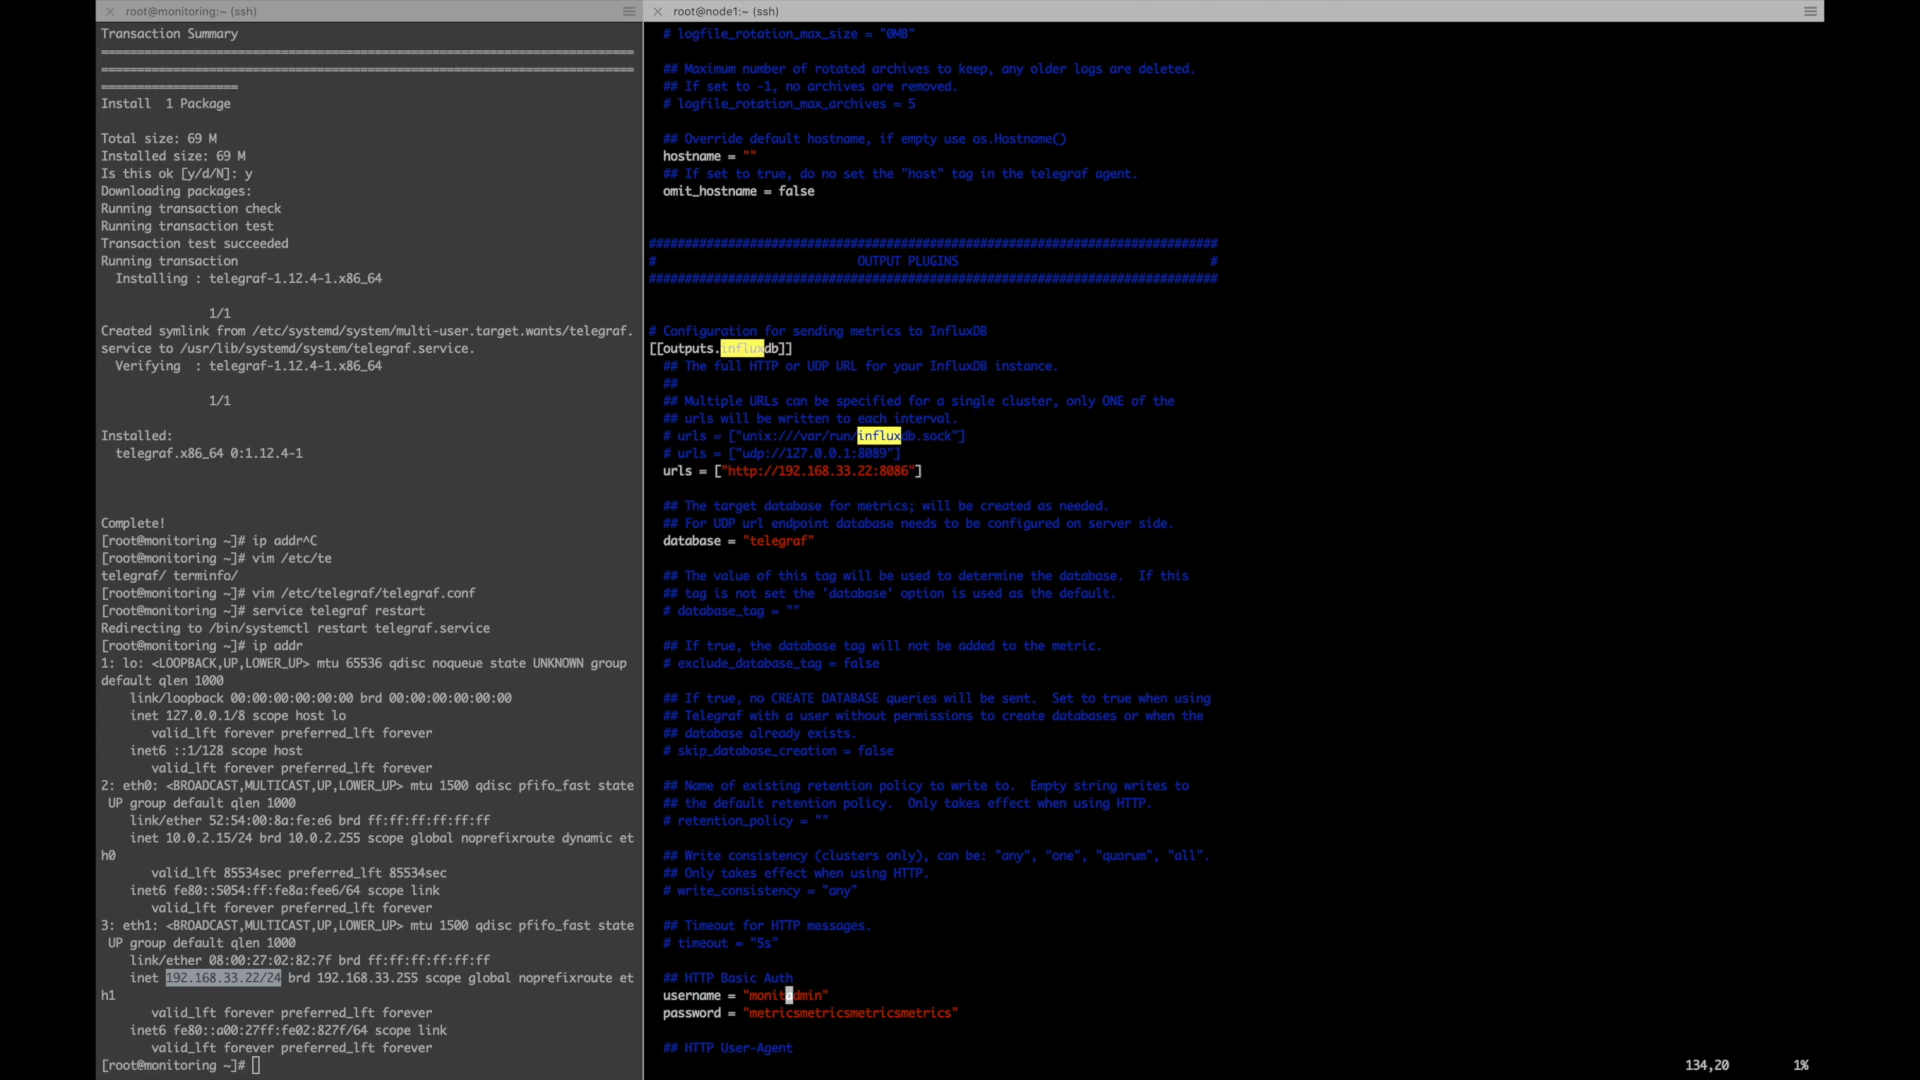 root@monitoring:~ (ssh)
Transaction Summary
================================================================================
================================================================================
===================
Install  1 Package
Total size: 69 M
Installed size: 69 M
Is this ok [y/d/N]: y
Downloading packages:
Running transaction check
Running transaction test
Transaction test succeeded
Running transaction
  Installing : telegraf-1.12.4-1.x86_64
1/1
Created symlink from /etc/systemd/system/multi-user.target.wants/telegraf.
service to /usr/lib/systemd/system/telegraf.service.
  Verifying  : telegraf-1.12.4-1.x86_64
1/1
Installed:
  telegraf.x86_64 0:1.12.4-1
Complete!
[root@monitoring ~]# ip addr^C
[root@monitoring ~]# vim /etc/te
telegraf/ terminfo/
[root@monitoring ~]# vim /etc/telegraf/telegraf.conf
[root@monitoring ~]# service telegraf restart
Redirecting to /bin/systemctl restart telegraf.service
[root@monitoring ~]# ip addr
1: lo: <LOOPBACK,UP,LOWER_UP> mtu 65536 qdisc noqueue state UNKNOWN group
default qlen 1000
    link/loopback 00:00:00:00:00:00 brd 00:00:00:00:00:00
    inet 127.0.0.1/8 scope host lo
       valid_lft forever preferred_lft forever
    inet6 ::1/128 scope host
       valid_lft forever preferred_lft forever
2: eth0: <BROADCAST,MULTICAST,UP,LOWER_UP> mtu 1500 qdisc pfifo_fast state
 UP group default qlen 1000
    link/ether 52:54:00:8a:fe:e6 brd ff:ff:ff:ff:ff:ff
    inet 10.0.2.15/24 brd 10.0.2.255 scope global noprefixroute dynamic et
h0
       valid_lft 85534sec preferred_lft 85534sec
    inet6 fe80::5054:ff:fe8a:fee6/64 scope link
       valid_lft forever preferred_lft forever
3: eth1: <BROADCAST,MULTICAST,UP,LOWER_UP> mtu 1500 qdisc pfifo_fast state
 UP group default qlen 1000
    link/ether 08:00:27:02:82:7f brd ff:ff:ff:ff:ff:ff
    inet 192.168.33.22/24 brd 192.168.33.255 scope global noprefixroute et
h1
       valid_lft forever preferred_lft forever
    inet6 fe80::a00:27ff:fe02:827f/64 scope link
       valid_lft forever preferred_lft forever
[root@monitoring ~]#
root@node1:~ (ssh)
  # logfile_rotation_max_size = "0MB"
  ## Maximum number of rotated archives to keep, any older logs are deleted.
  ## If set to -1, no archives are removed.
  # logfile_rotation_max_archives = 5
  ## Override default hostname, if empty use os.Hostname()
  hostname = ""
  ## If set to true, do no set the "host" tag in the telegraf agent.
  omit_hostname = false
###############################################################################
#                            OUTPUT PLUGINS                                   #
###############################################################################
# Configuration for sending metrics to InfluxDB
[[outputs.influxdb]]
  ## The full HTTP or UDP URL for your InfluxDB instance.
  ##
  ## Multiple URLs can be specified for a single cluster, only ONE of the
  ## urls will be written to each interval.
  # urls = ["unix:///var/run/influxdb.sock"]
  # urls = ["udp://127.0.0.1:8089"]
  urls = ["http://192.168.33.22:8086"]
  ## The target database for metrics; will be created as needed.
  ## For UDP url endpoint database needs to be configured on server side.
  database = "telegraf"
  ## The value of this tag will be used to determine the database.  If this
  ## tag is not set the 'database' option is used as the default.
  # database_tag = ""
  ## If true, the database tag will not be added to the metric.
  # exclude_database_tag = false
  ## If true, no CREATE DATABASE queries will be sent.  Set to true when using
  ## Telegraf with a user without permissions to create databases or when the
  ## database already exists.
  # skip_database_creation = false
  ## Name of existing retention policy to write to.  Empty string writes to
  ## the default retention policy.  Only takes effect when using HTTP.
  # retention_policy = ""
  ## Write consistency (clusters only), can be: "any", "one", "quorum", "all".
  ## Only takes effect when using HTTP.
  # write_consistency = "any"
  ## Timeout for HTTP messages.
  # timeout = "5s"
  ## HTTP Basic Auth
  username = "monitadmin"
  password = "metricsmetricsmetricsmetrics"
  ## HTTP User-Agent
134,20         1%